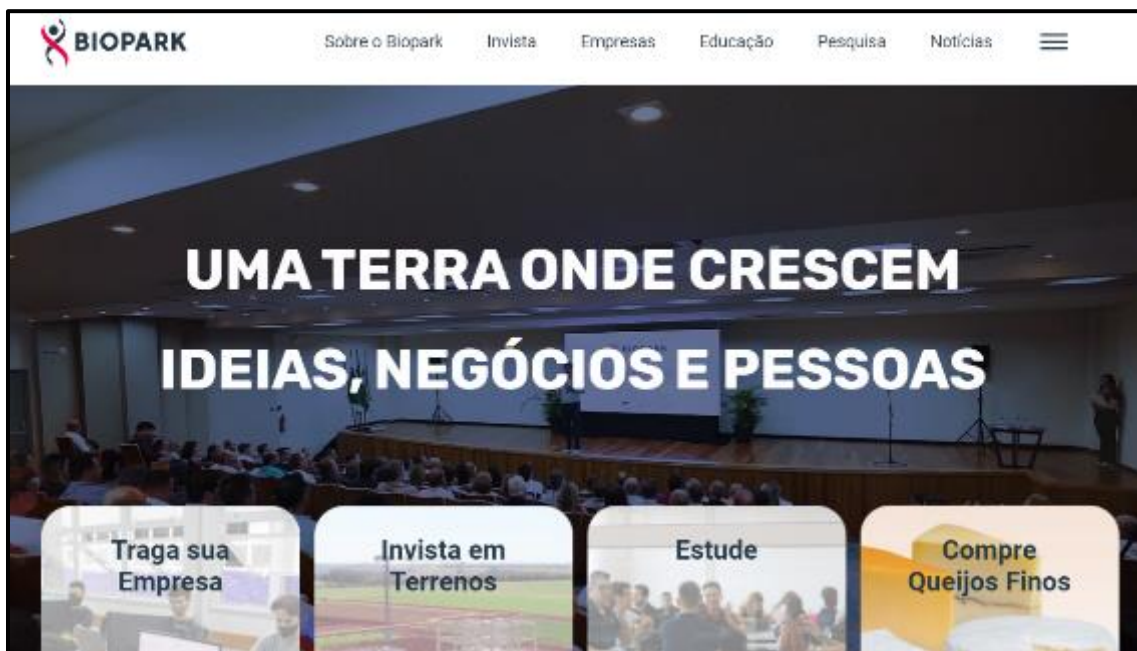 BIOPARK
Sobre o Biopark Invista Empresas Educação Pesquisa Notícias
UMA TERRA ONDE CRESCEM
IDEIAS, NEGÓCIOS E PESSOAS
Traga sua
Empresa
Invista em
Terrenos
Estude
Compre
Queijos Finos